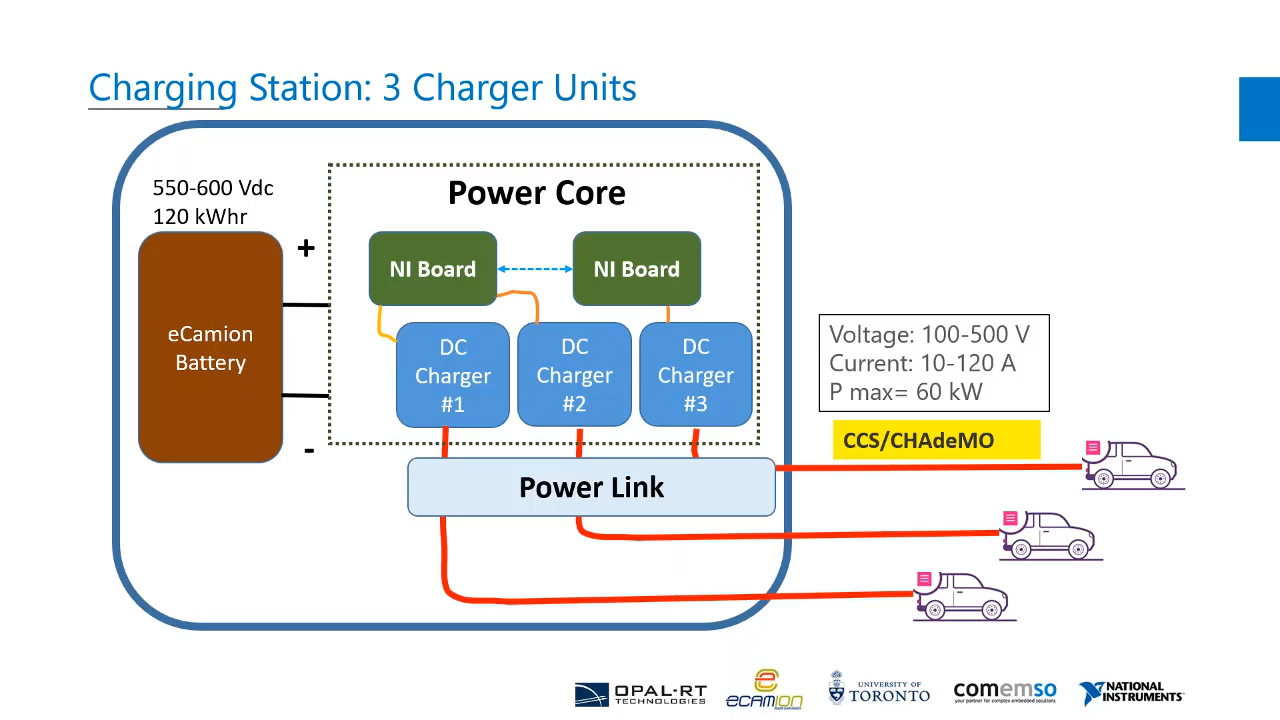 Charging Station: 3 Charger Units
550-600 Vdc
120 kWhr
Power Core
+
NI Board
NI Board
eCamion
Battery
DC
Charger
#1
DC
Charger
#2
DC
Charger
#3
Voltage: 100-500 V
Current: 10-120 A
P max= 60 kW
CCS/CHAdeMO
-
Power Link
OPAL-RT
TECHNOLOGIES
eCAMION
UNIVERSITY OF
TORONTO
comemso
your partner for complex embedded solutions
NATIONAL
INSTRUMENTS